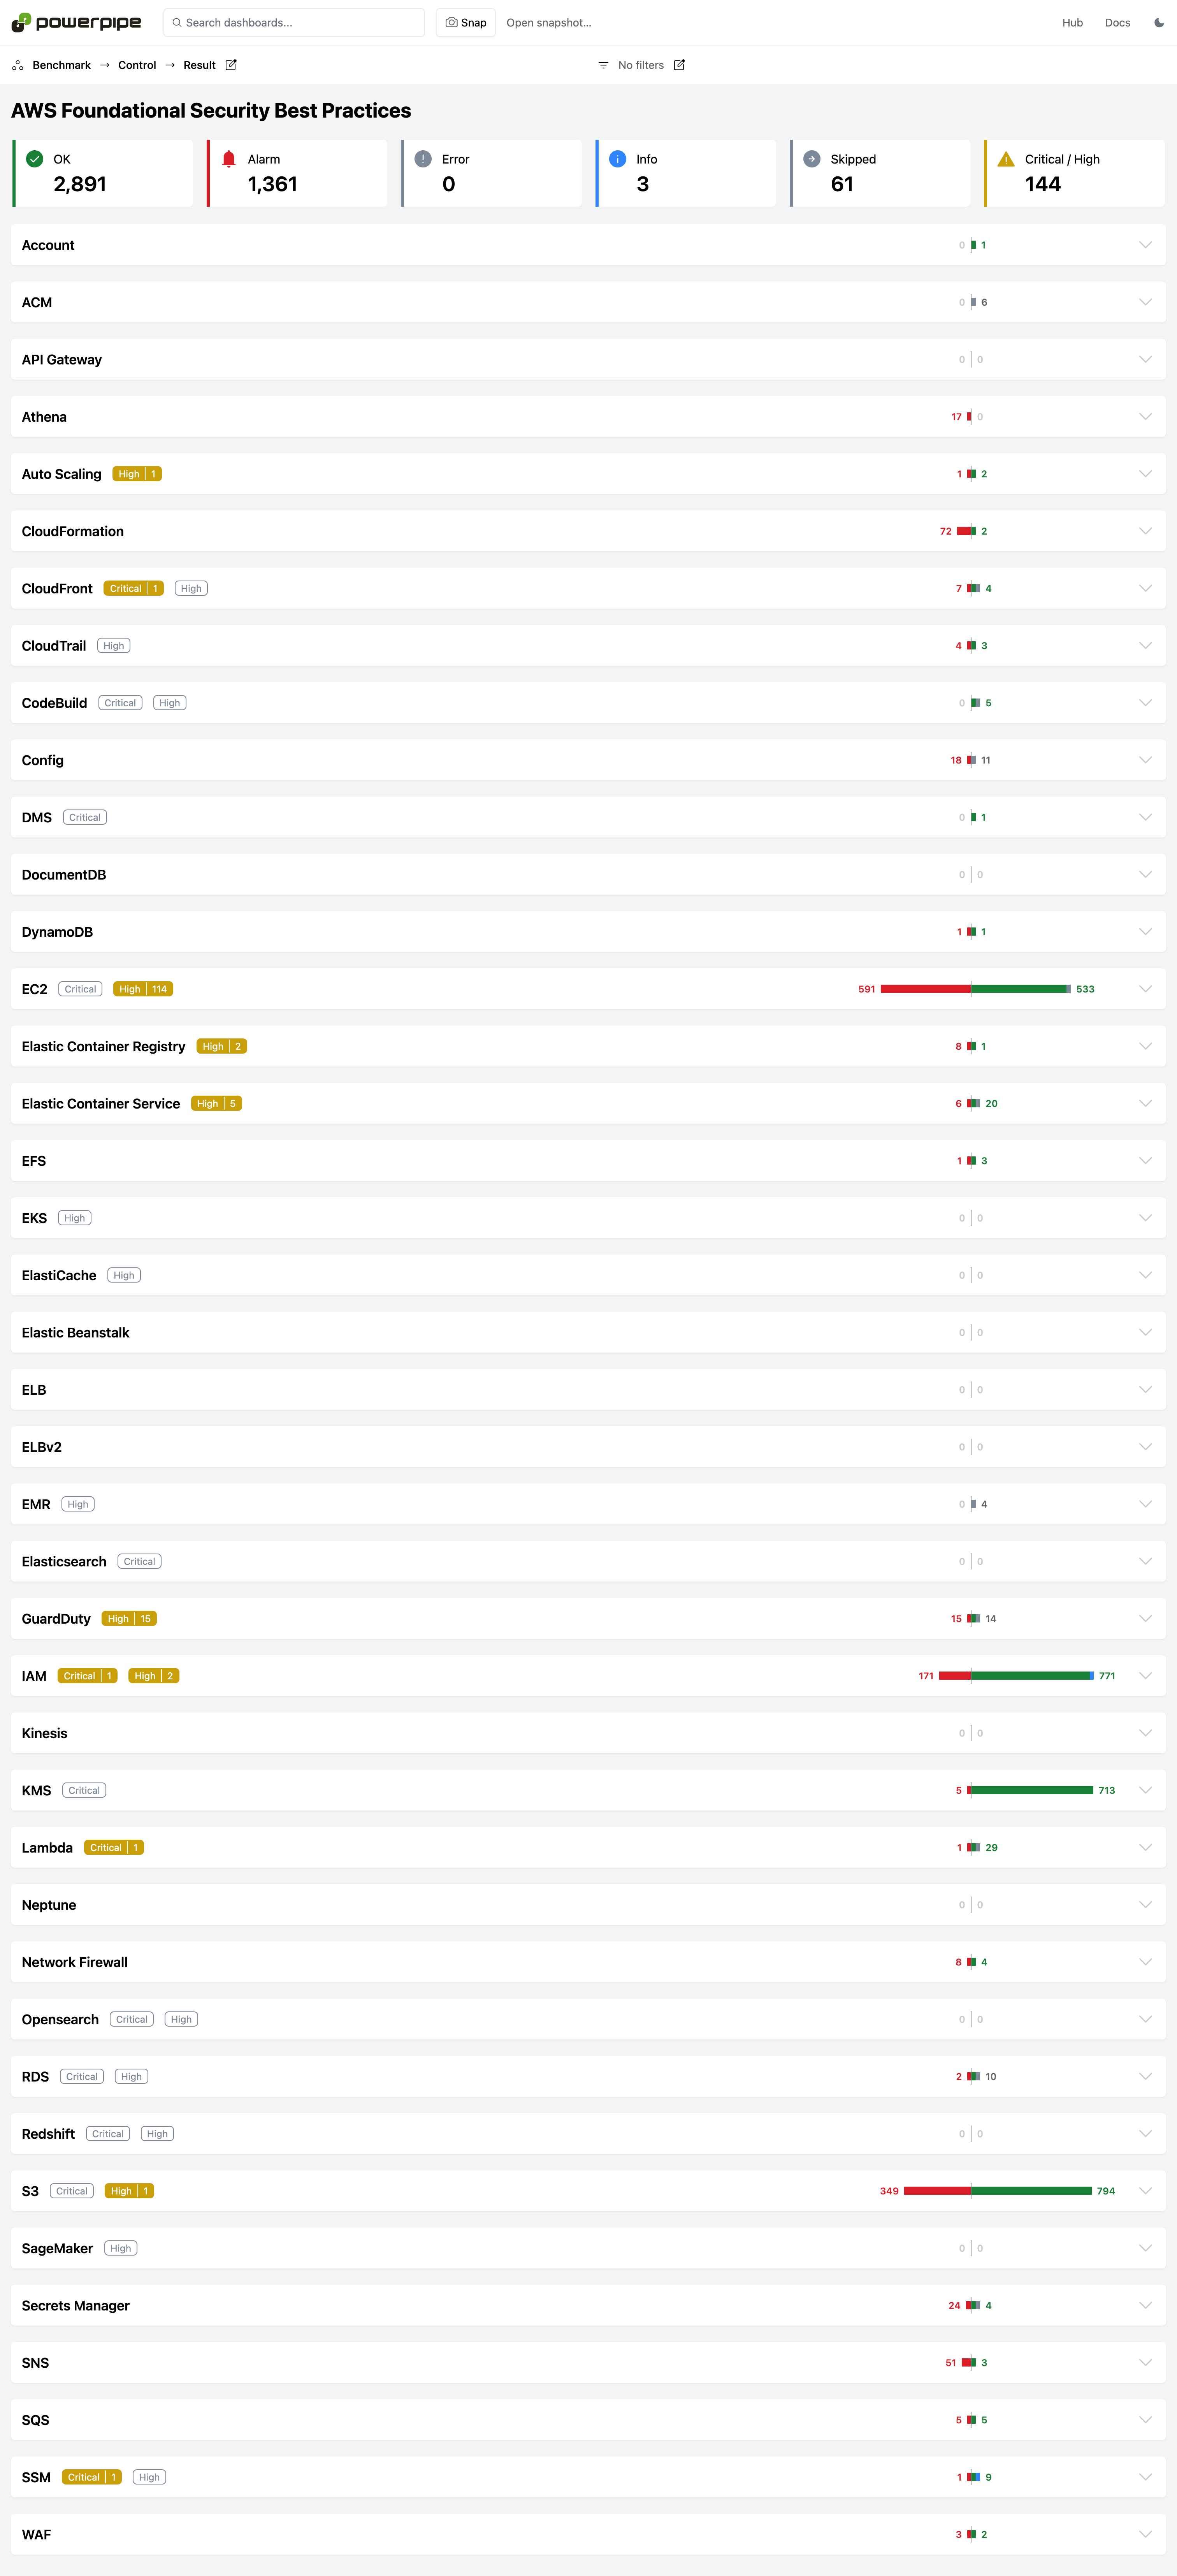 powerpipe Search dashboards... Snap Open snapshot... Hub Docs
Benchmark → Control → Result No filters
AWS Foundational Security Best Practices
OK
2,891
Alarm
1,361
Error
0
Info
3
Skipped
61
Critical / High
144
Account 0 1
ACM 0 6
API Gateway 0 0
Athena 17 0
Auto Scaling High 1 1 2
CloudFormation 72 2
CloudFront Critical 1 High 7 4
CloudTrail High 4 3
CodeBuild Critical High 0 5
Config 18 11
DMS Critical 0 1
DocumentDB 0 0
DynamoDB 1 1
EC2 Critical High 114 591 533
Elastic Container Registry High 2 8 1
Elastic Container Service High 5 6 20
EFS 1 3
EKS High 0 0
ElastiCache High 0 0
Elastic Beanstalk 0 0
ELB 0 0
ELBv2 0 0
EMR High 0 4
Elasticsearch Critical 0 0
GuardDuty High 15 15 14
IAM Critical 1 High 2 171 771
Kinesis 0 0
KMS Critical 5 713
Lambda Critical 1 1 29
Neptune 0 0
Network Firewall 8 4
Opensearch Critical High 0 0
RDS Critical High 2 10
Redshift Critical High 0 0
S3 Critical High 1 349 794
SageMaker High 0 0
Secrets Manager 24 4
SNS 51 3
SQS 5 5
SSM Critical 1 High 1 9
WAF 3 2